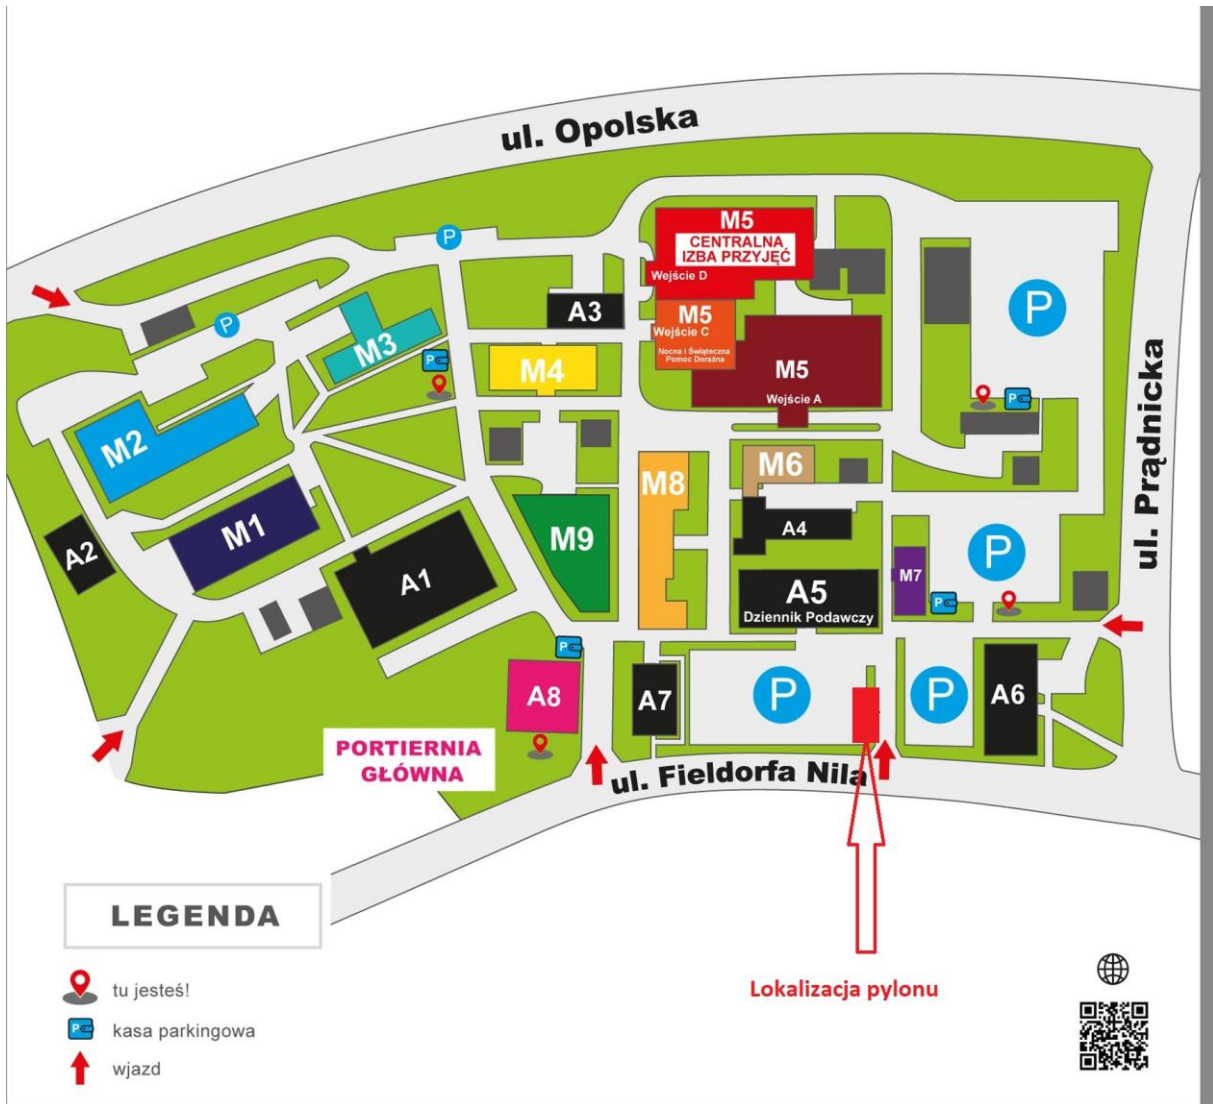 ul. Opolska
P
P
M5
CENTRALNA
IZBA PRZYJĘĆ
Wejście D
A3
M5
Wejście C
Nocna i Świąteczna
Pomoc Doraźna
P
M3
P
M4
M5
Wejście A
P
ul. Prądnicka
M2
M6
M8
M1
M9
A4
A2
P
A1
M7
A5
Dziennik Podawczy
P
P
A8
A7
P
P
A6
PORTIERNIA
GŁÓWNA
ul. Fieldorfa Nila
LEGENDA
tu jesteś!
Lokalizacja pylonu
P
kasa parkingowa
wjazd